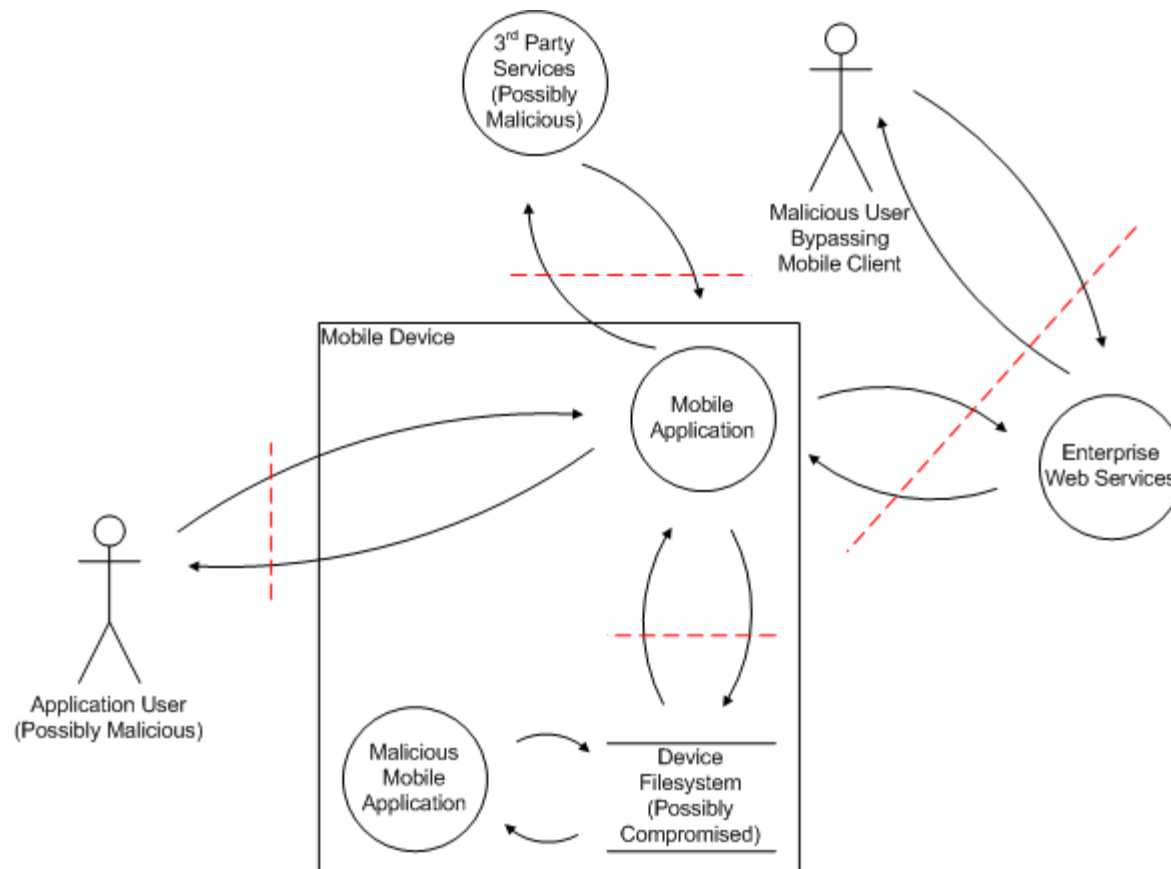 3rd Party
Services
(Possibly
Malicious)
Malicious User
Bypassing
Mobile Client
Mobile Device
Mobile
Application
Enterprise
Web Services
Application User
(Possibly Malicious)
Malicious
Mobile
Application
Device
Filesystem
(Possibly
Compromised)